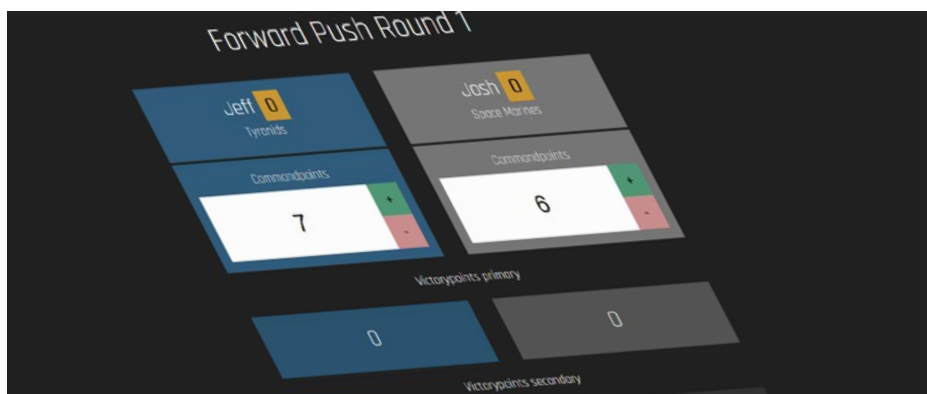 Forward Push Round 1
Jeff 0
Tyranids
Josh 0
Space Marines
Commandpoints
7
+
-
Commandpoints
6
+
-
Victorypoints primary
0
0
Victorypoints secondary